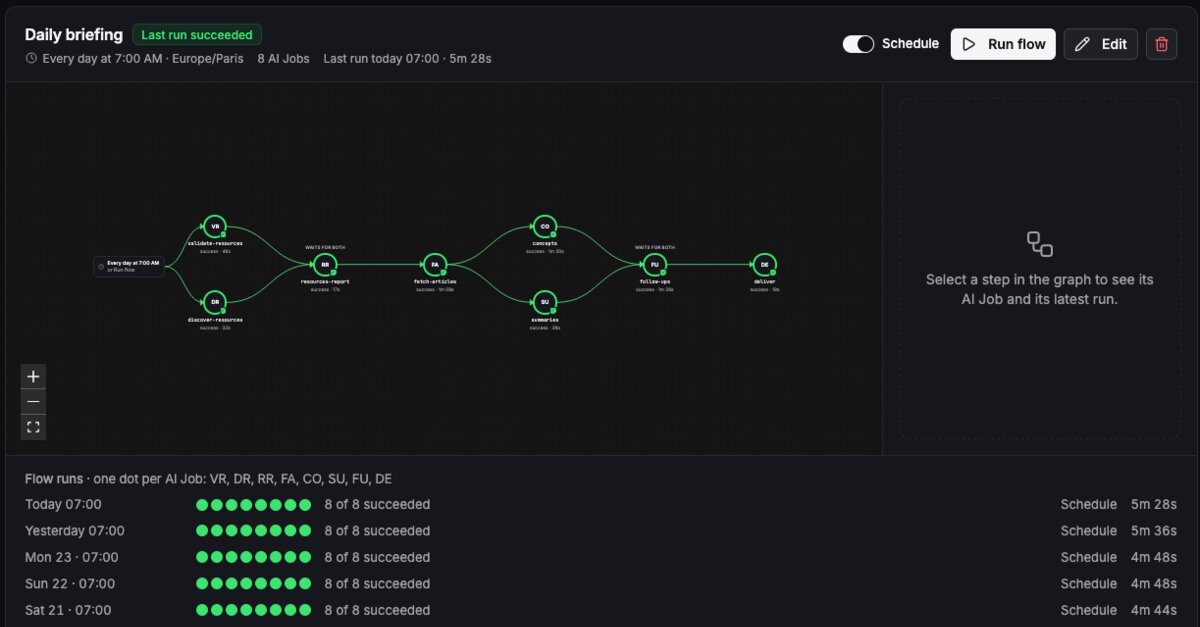 Daily briefing
Last run succeeded
Every day at 7:00 AM · Europe/Paris 8 AI Jobs Last run today 07:00 · 5m 28s
Schedule
Run flow
Edit
Every day at 7:00 AM
or Run flow
VR
validate-resources
DR
discover-resources
success · 32s
WAITS FOR BOTH
RR
resources-report
success · 17s
FA
fetch-articles
CO
concepts
success · 1m 30s
SU
summaries
success · 38s
WAITS FOR BOTH
FU
follow-ups
success · 1m 26s
DE
deliver
Select a step in the graph to see its
AI Job and its latest run.
Flow runs · one dot per AI Job: VR, DR, RR, FA, CO, SU, FU, DE
Today 07:00 8 of 8 succeeded Schedule 5m 28s
Yesterday 07:00 8 of 8 succeeded Schedule 5m 36s
Mon 23 · 07:00 8 of 8 succeeded Schedule 4m 48s
Sun 22 · 07:00 8 of 8 succeeded Schedule 4m 48s
Sat 21 · 07:00 8 of 8 succeeded Schedule 4m 44s